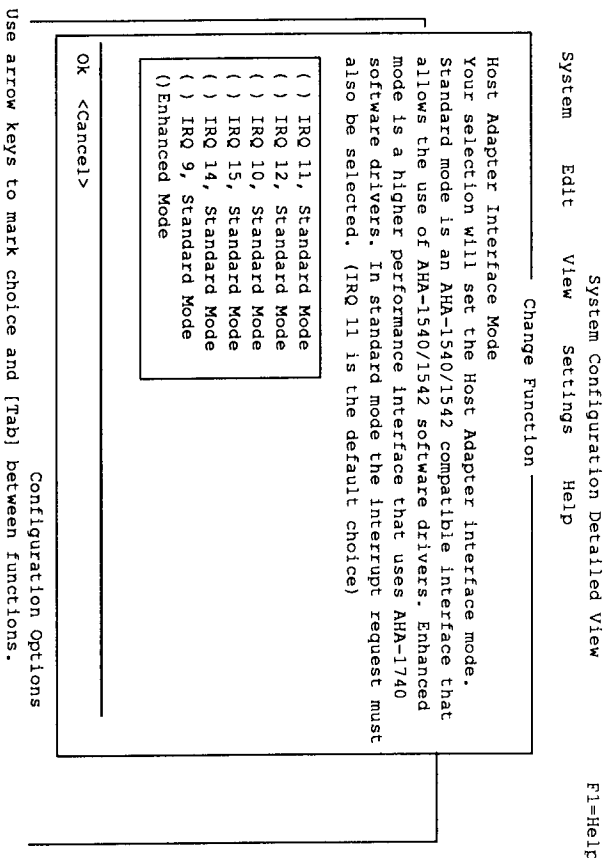 System Configuration Detailed View
System Edit View Settings Help F1=Help
Change Function
Host Adapter Interface Mode
Your selection will set the Host Adapter interface mode.
Standard mode is an AHA-1540/1542 compatible interface that
allows the use of AHA-1540/1542 software drivers. Enhanced
mode is a higher performance interface that uses AHA-1740
software drivers. In standard mode the interrupt request must
also be selected. (IRQ 11 is the default choice)
( ) IRQ 11, Standard Mode
( ) IRQ 12, Standard Mode
( ) IRQ 10, Standard Mode
( ) IRQ 15, Standard Mode
( ) IRQ 14, Standard Mode
( ) IRQ 9, Standard Mode
() Enhanced Mode
Ok <Cancel>
Configuration Options
Use arrow keys to mark choice and [Tab] between functions.